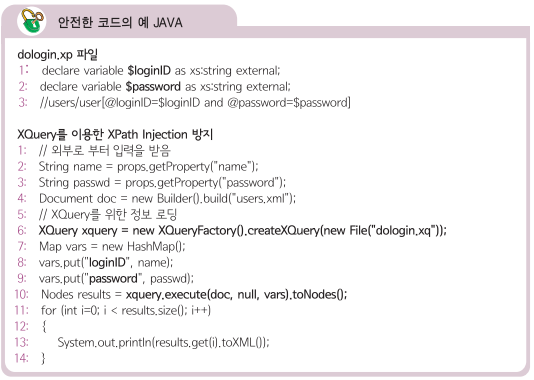 안전한 코드의 예 JAVA
dologin.xp 파일
1: declare variable $loginID as xs:string external;
2: declare variable $password as xs:string external;
3: //users/user[@loginID=$loginID and @password=$password]
XQuery를 이용한 XPath Injection 방지
1: // 외부로 부터 입력을 받음
2: String name = props.getProperty("name");
3: String passwd = props.getProperty("password");
4: Document doc = new Builder().build("users.xml");
5: // XQuery를 위한 정보 로딩
6: XQuery xquery = new XQueryFactory().createXQuery(new File("dologin.xq"));
7: Map vars = new HashMap();
8: vars.put("loginID", name);
9: vars.put("password", passwd);
10: Nodes results = xquery.execute(doc, null, vars).toNodes();
11: for (int i=0; i < results.size(); i++)
12: {
13: System.out.println(results.get(i).toXML());
14: }